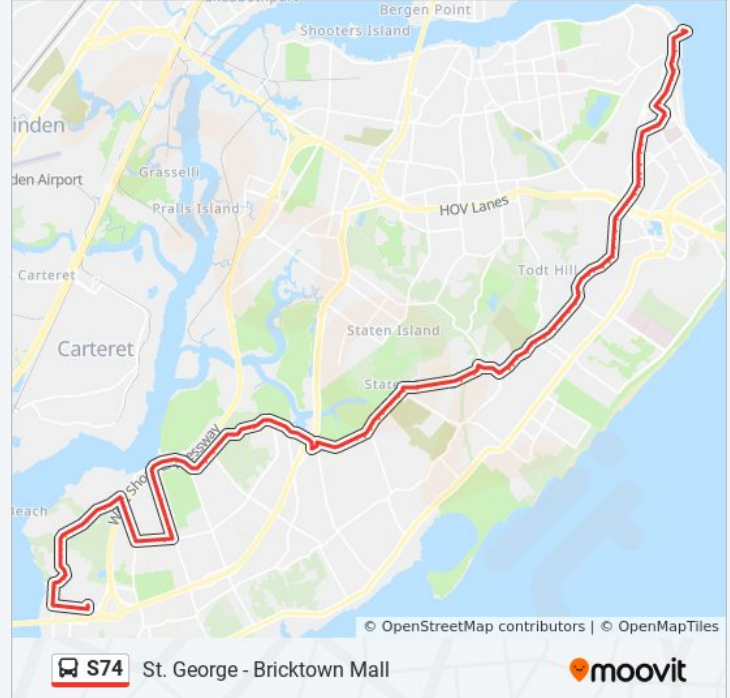 Bergen Point
Shooters Island
inden
Grasselli
den Airport
Pralls Island
HOV Lanes
Carteret
Todt Hill
Staten Island
Carteret
State
West Shore Expressway
Beach
© OpenStreetMap contributors | © OpenMapTiles
S74 St. George - Bricktown Mall
moovit